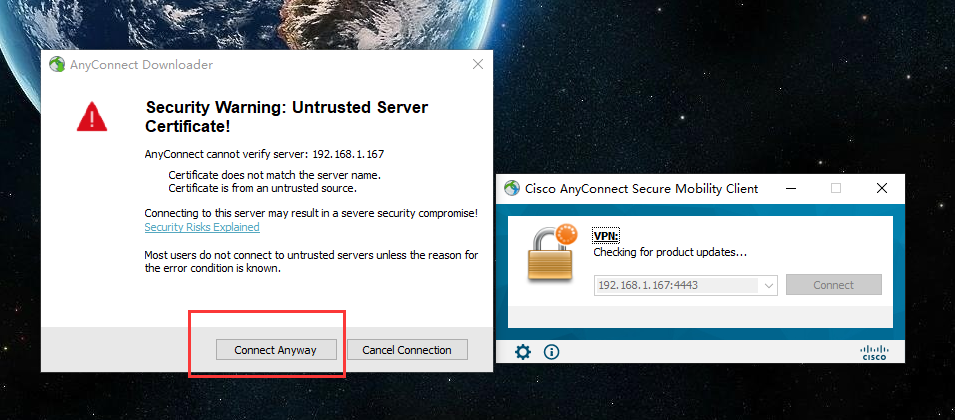 AnyConnect Downloader
Security Warning: Untrusted Server
Certificate!
AnyConnect cannot verify server: 192.168.1.167
Certificate does not match the server name.
Certificate is from an untrusted source.
Connecting to this server may result in a severe security compromise!
Security Risks Explained
Most users do not connect to untrusted servers unless the reason for
the error condition is known.
Connect Anyway
Cancel Connection
Cisco AnyConnect Secure Mobility Client
VPN:
Checking for product updates...
192.168.1.167:4443
Connect
cisco